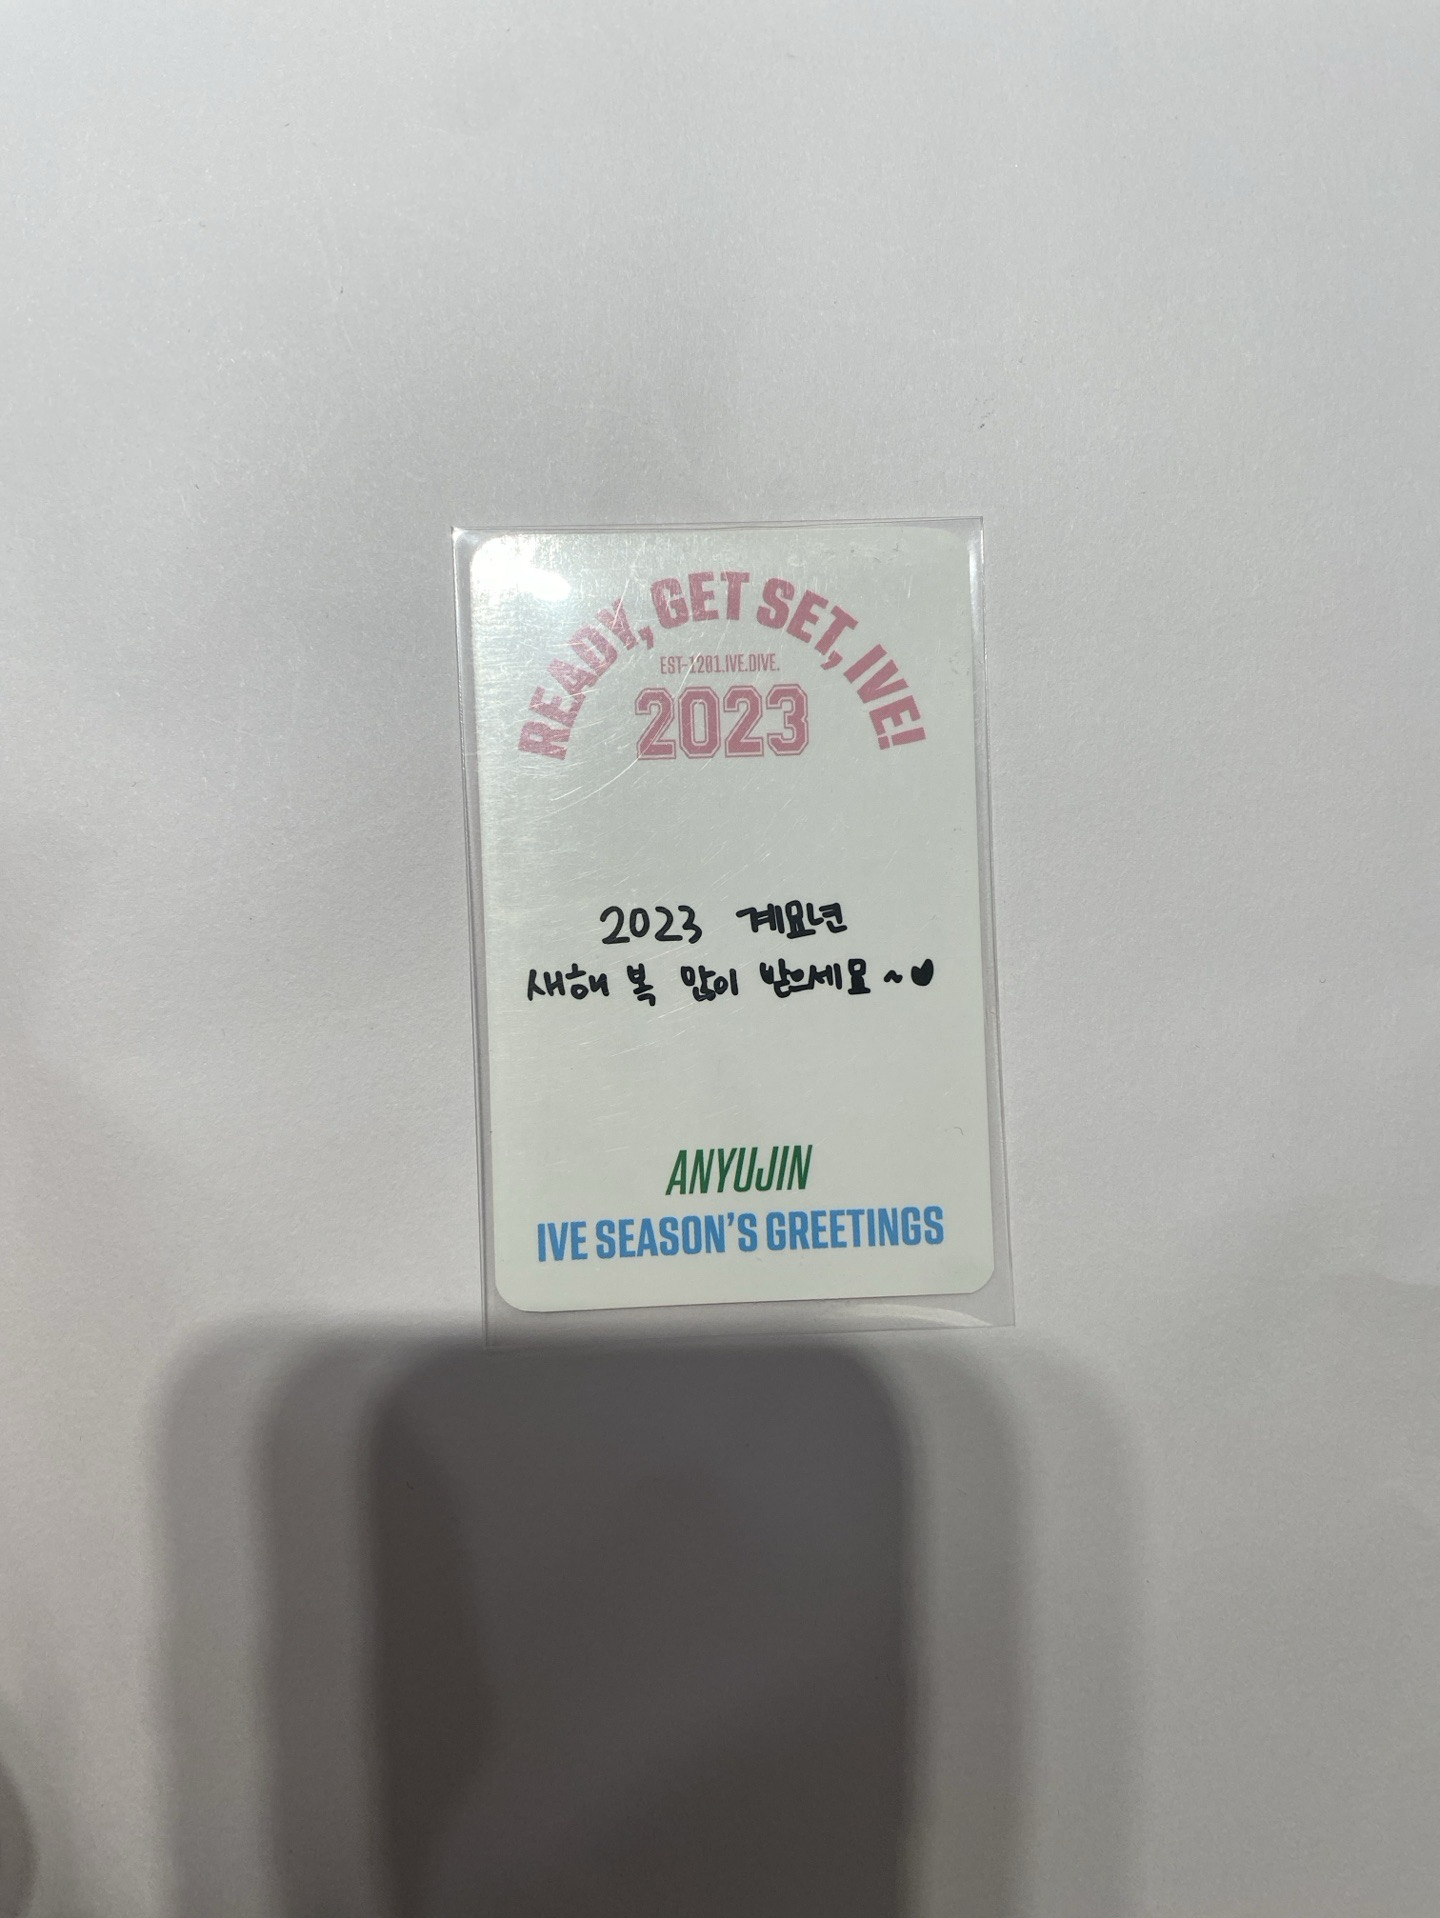 READY, GET SET, IVE!
EST-1201.IVE.DIVE.
2023
2023 계묘년
새해 복 많이 받으세요~♥
ANYUJIN
IVE SEASON'S GREETINGS